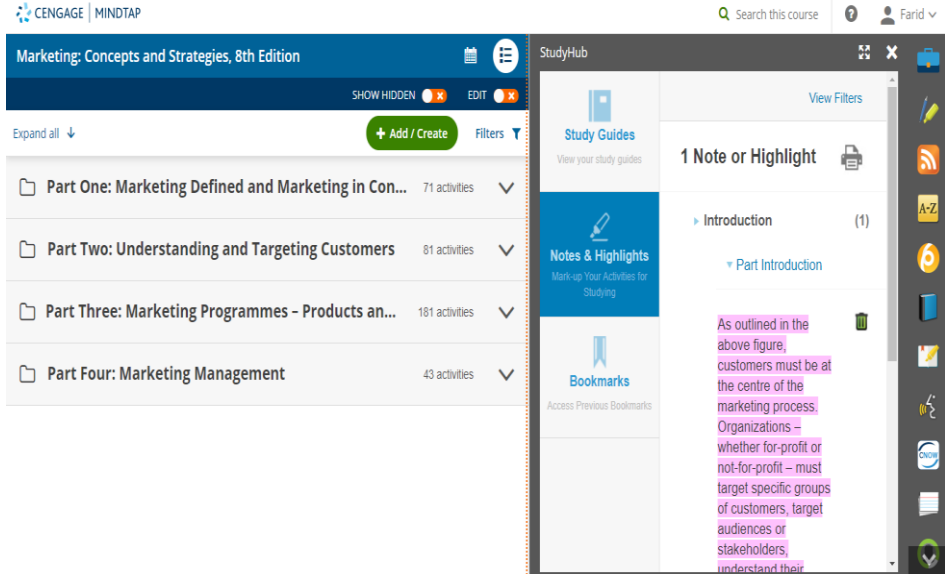 CENGAGE | MINDTAP
Search this course
Farid
Marketing: Concepts and Strategies, 8th Edition
SHOW HIDDEN
EDIT
Expand all
+ Add / Create
Filters
Part One: Marketing Defined and Marketing in Con... 71 activities
Part Two: Understanding and Targeting Customers 81 activities
Part Three: Marketing Programmes – Products an... 181 activities
Part Four: Marketing Management 43 activities
StudyHub
Study Guides
View your study guides
Notes & Highlights
Mark-up Your Activities for
Studying
Bookmarks
Access Previous Bookmarks
View Filters
1 Note or Highlight
Introduction (1)
Part Introduction
As outlined in the
above figure,
customers must be at
the centre of the
marketing process.
Organizations –
whether for-profit or
not-for-profit – must
target specific groups
of customers, target
audiences or
stakeholders,
understand their
A-Z
CNOW